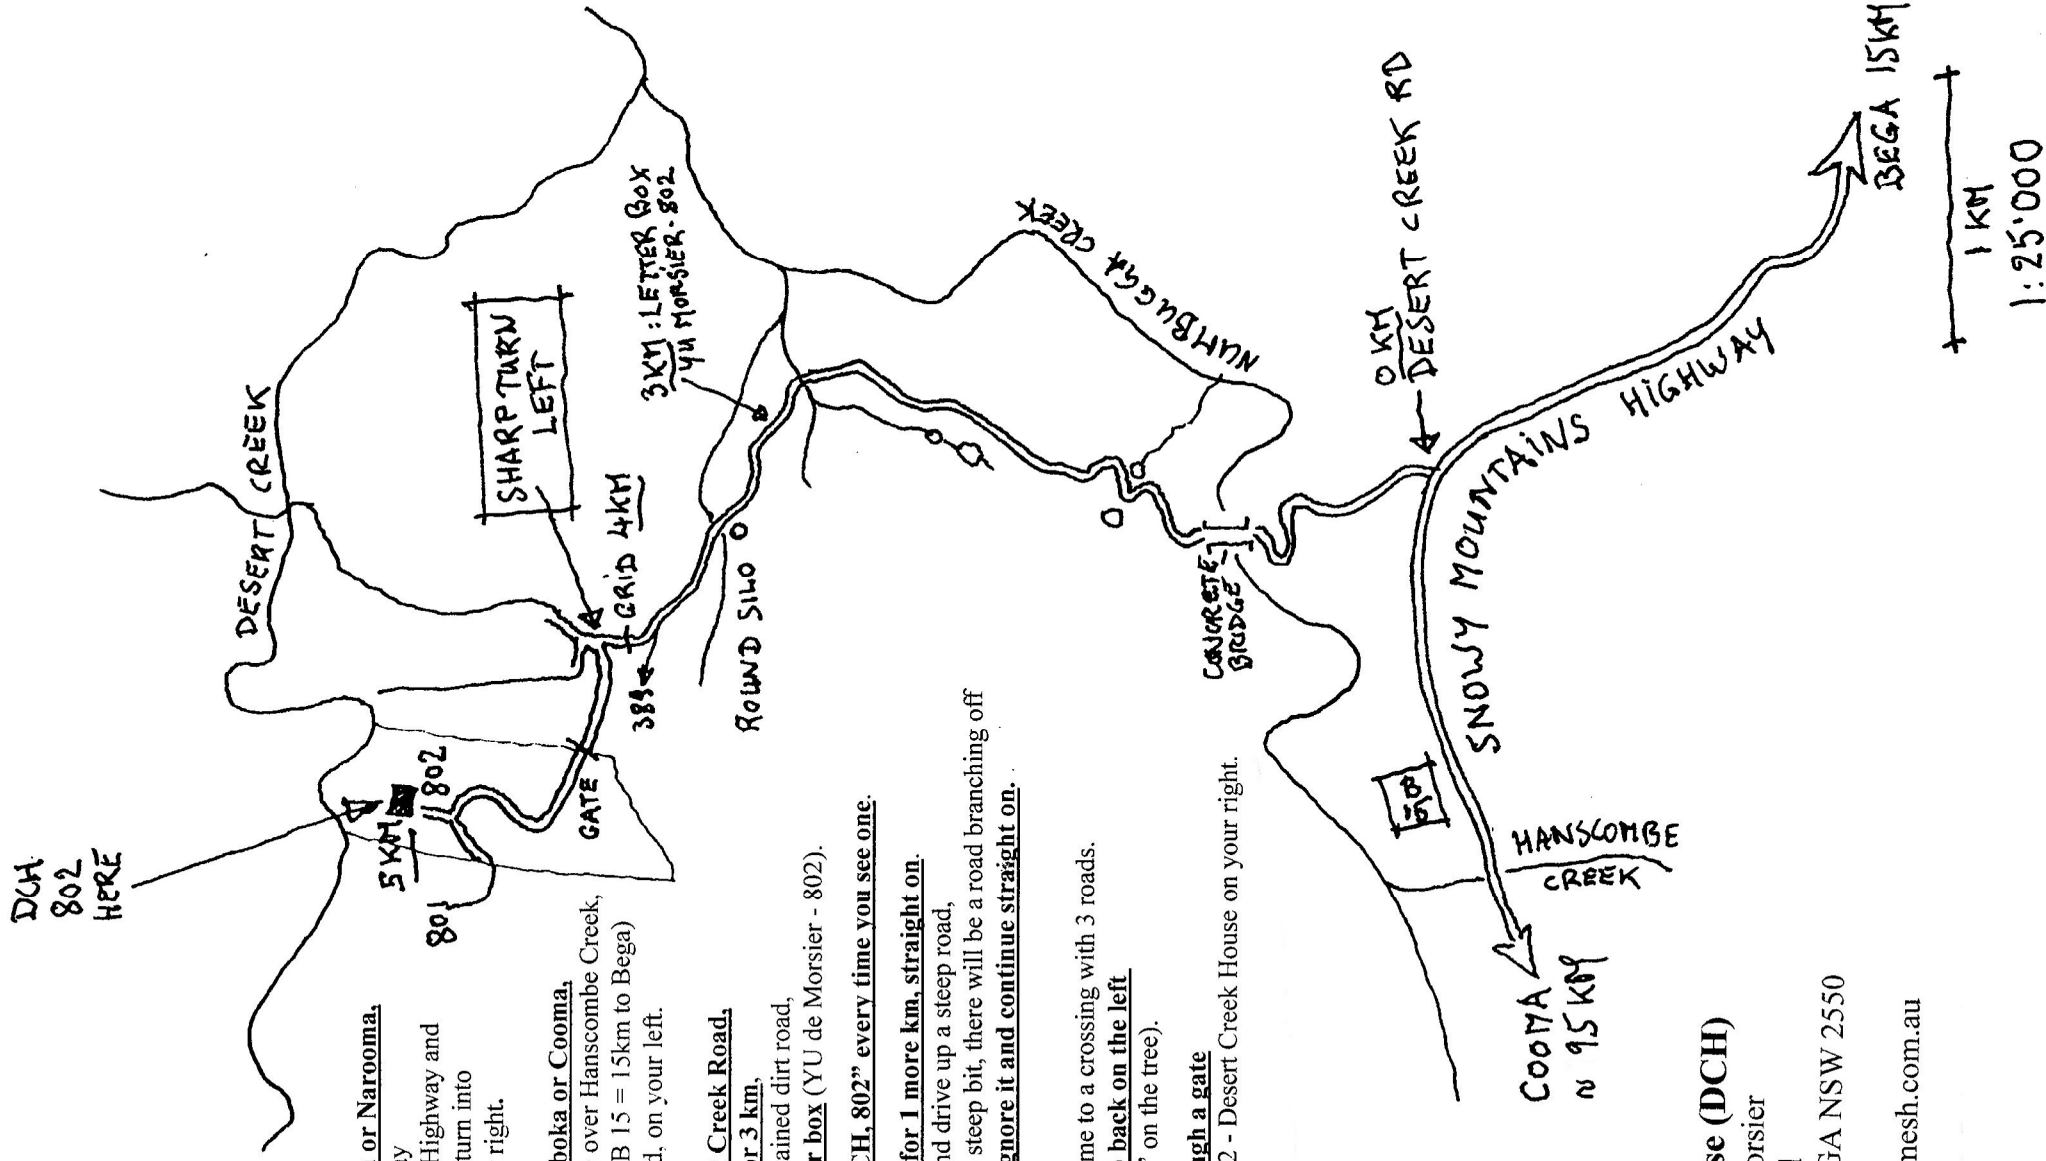 DCH
802
HERE
DESERT CREEK
SHARP TURN
LEFT
3KM: LETTER BOX
YU MORSIER-802
GRID 4KM
389
ROUND SILO
802
5 KM
801
GATE
NUMBUGGA CREEK
CONCRETE
BRIDGE
0 KM
DESERT CREEK RD
SNOWY MOUNTAINS HIGHWAY
B
15
HANSCOMBE
CREEK
COOMA
≈ 95 KM
BEGA 15KM
1 KM
1:25'000
or Narooma,
Highway and
turn into
right.
boka or Cooma,
over Hanscombe Creek,
B 15 = 15km to Bega)
d, on your left.
Creek Road,
or 3 km,
ained dirt road,
r box (YU de Morsier - 802).
CH, 802” every time you see one.
for 1 more km, straight on.
nd drive up a steep road,
steep bit, there will be a road branching off
gnore it and continue straight on.
me to a crossing with 3 roads.
back on the left
” on the tree).
ugh a gate
2 - Desert Creek House on your right.
se (DCH)
orsier
GA NSW 2550
mesh.com.au